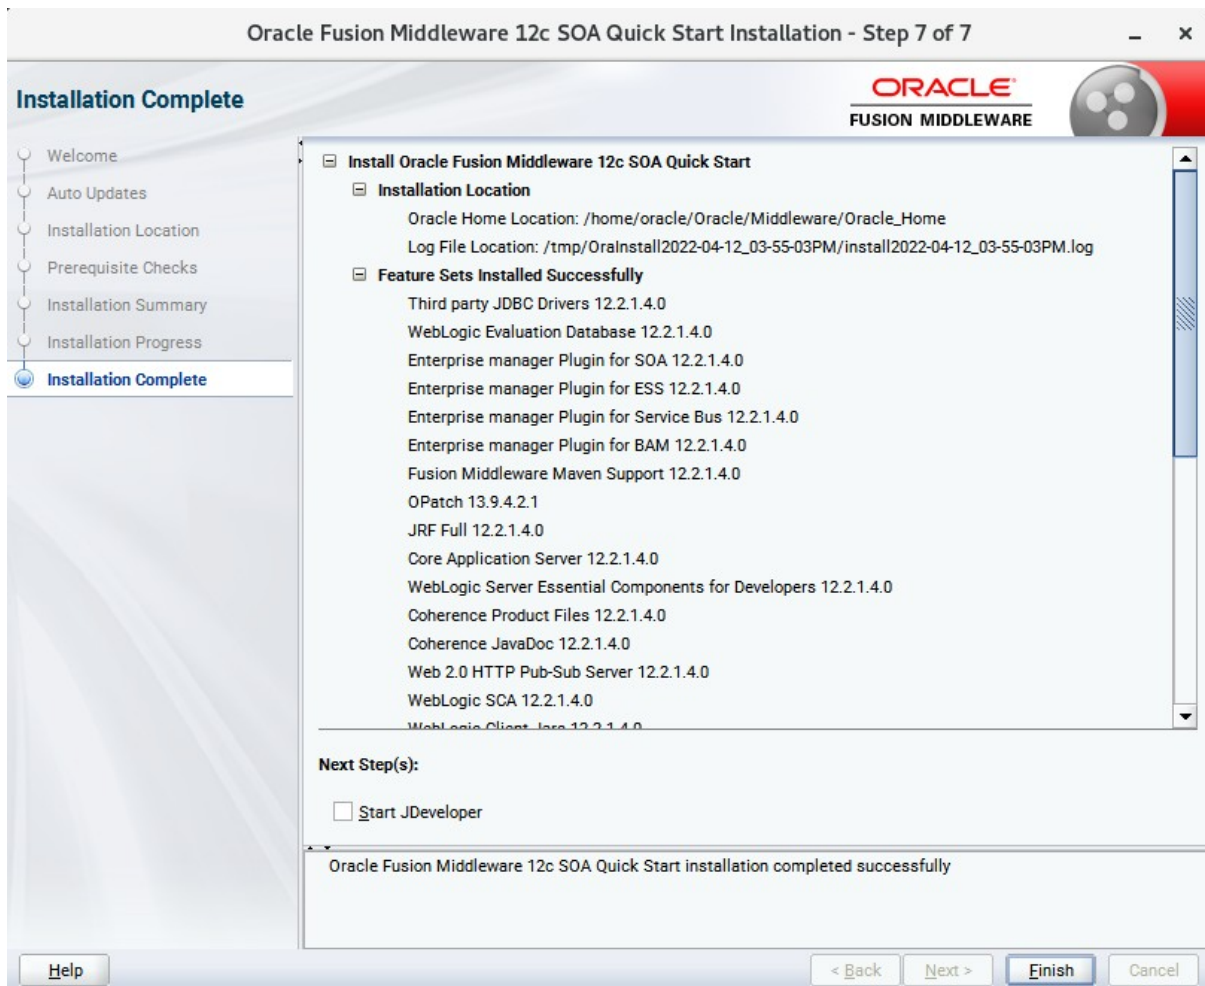 Oracle Fusion Middleware 12c SOA Quick Start Installation - Step 7 of 7
Installation Complete
ORACLE
FUSION MIDDLEWARE
Welcome
Auto Updates
Installation Location
Prerequisite Checks
Installation Summary
Installation Progress
Installation Complete
Install Oracle Fusion Middleware 12c SOA Quick Start
Installation Location
Oracle Home Location: /home/oracle/Oracle/Middleware/Oracle_Home
Log File Location: /tmp/OraInstall2022-04-12_03-55-03PM/install2022-04-12_03-55-03PM.log
Feature Sets Installed Successfully
Third party JDBC Drivers 12.2.1.4.0
WebLogic Evaluation Database 12.2.1.4.0
Enterprise manager Plugin for SOA 12.2.1.4.0
Enterprise manager Plugin for ESS 12.2.1.4.0
Enterprise manager Plugin for Service Bus 12.2.1.4.0
Enterprise manager Plugin for BAM 12.2.1.4.0
Fusion Middleware Maven Support 12.2.1.4.0
OPatch 13.9.4.2.1
JRF Full 12.2.1.4.0
Core Application Server 12.2.1.4.0
WebLogic Server Essential Components for Developers 12.2.1.4.0
Coherence Product Files 12.2.1.4.0
Coherence JavaDoc 12.2.1.4.0
Web 2.0 HTTP Pub-Sub Server 12.2.1.4.0
WebLogic SCA 12.2.1.4.0
WebLogic Client Jars 12.2.1.4.0
Next Step(s):
Start JDeveloper
Oracle Fusion Middleware 12c SOA Quick Start installation completed successfully
Help
< Back
Next >
Finish
Cancel